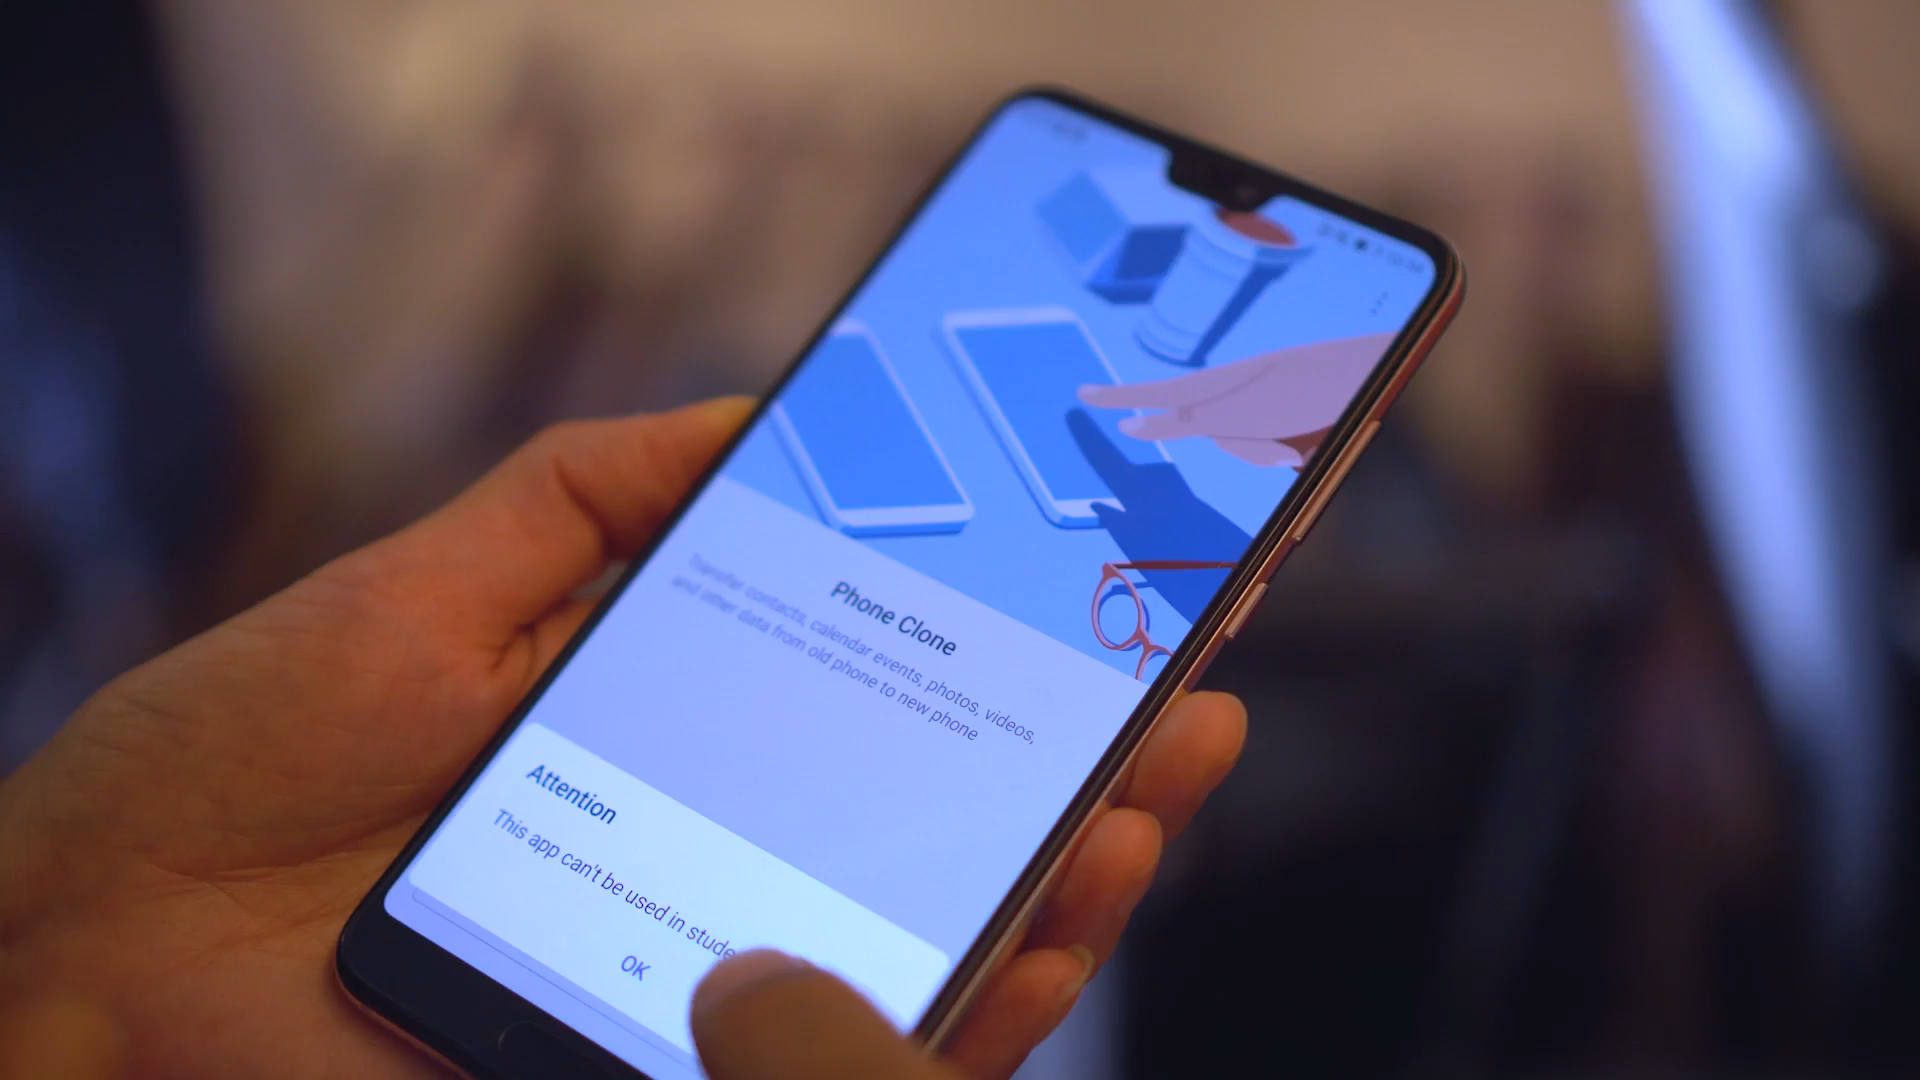 Phone Clone
Transfer contacts, calendar events, photos, videos,
and other data from old phone to new phone
Attention
This app can't be used in
OK